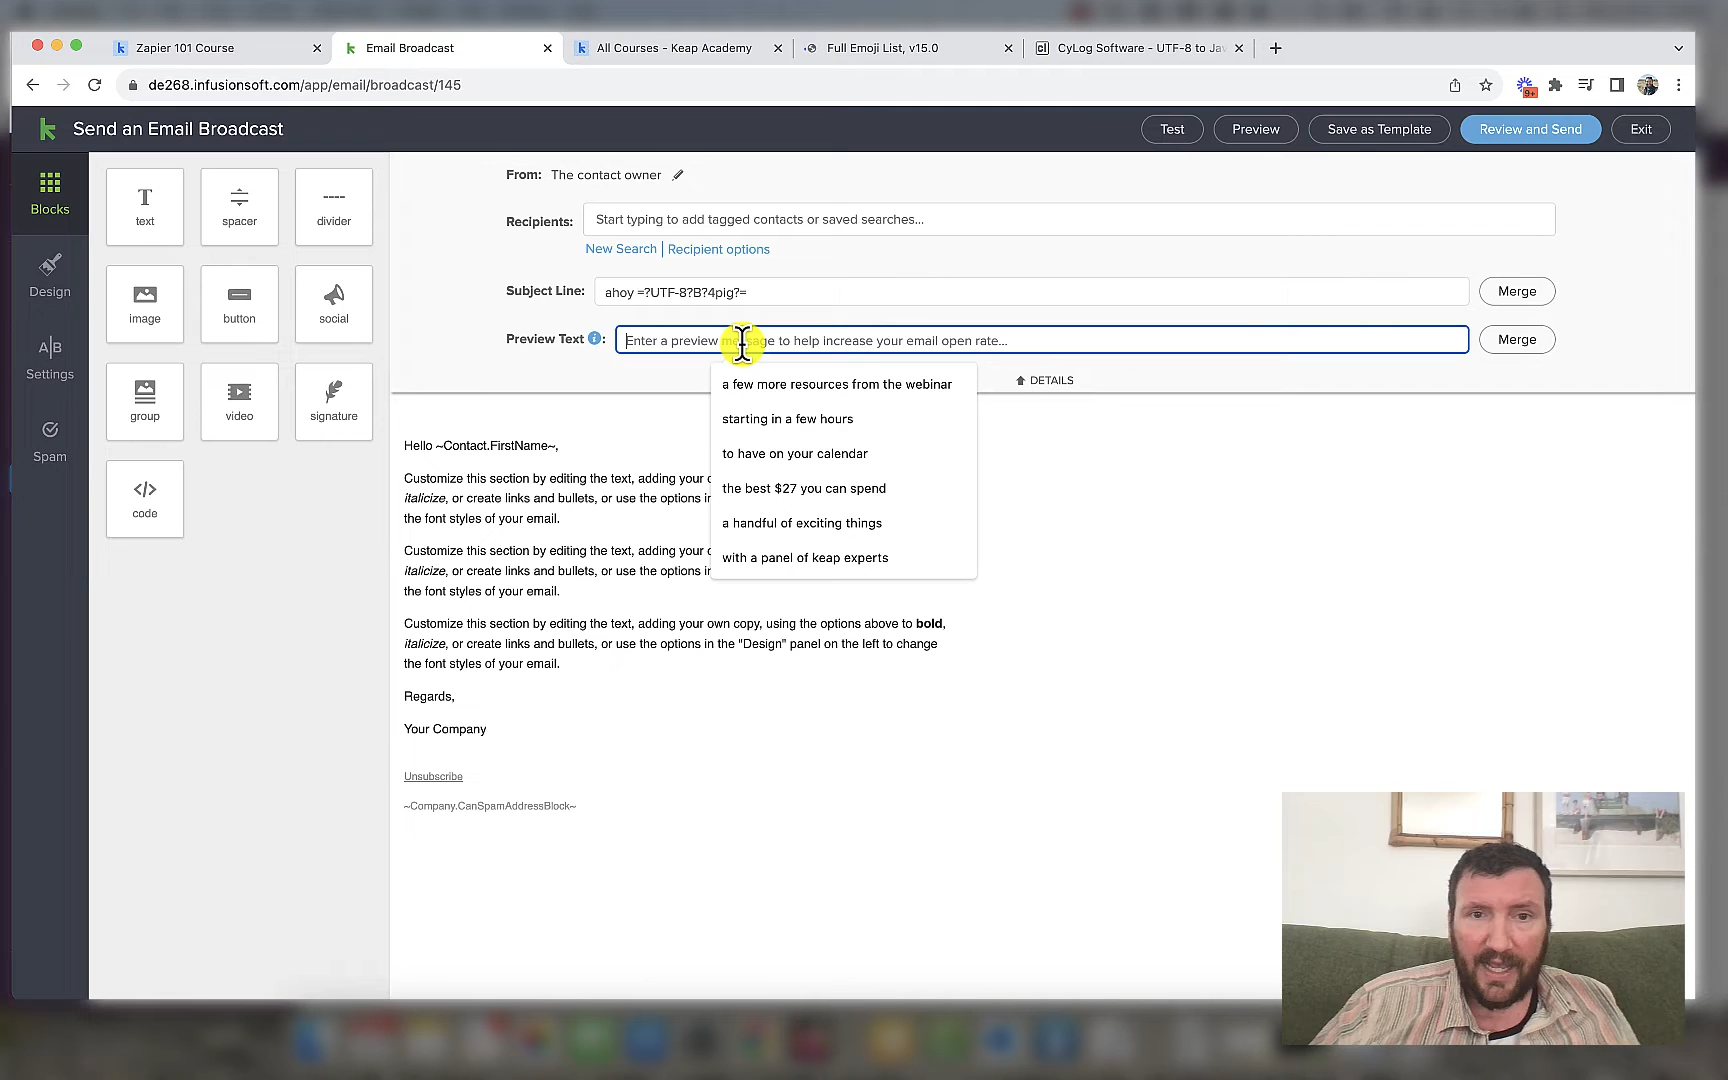 Zapier 101 Course
Email Broadcast
All Courses - Keap Academy
Full Emoji List, v15.0
CyLog Software - UTF-8 to Jav
de268.infusionsoft.com/app/email/broadcast/145
9+
Send an Email Broadcast
Test
Preview
Save as Template
Review and Send
Exit
Blocks
Design
A|B
Settings
Spam
T
text
spacer
divider
image
button
social
group
video
signature
</>
code
From: The contact owner
Recipients: Start typing to add tagged contacts or saved searches...
New Search | Recipient options
Subject Line: ahoy =?UTF-8?B?4pig?=
Merge
Preview Text i : Enter a preview message to help increase your email open rate...
Merge
DETAILS
a few more resources from the webinar
starting in a few hours
to have on your calendar
the best $27 you can spend
a handful of exciting things
with a panel of keap experts
Hello ~Contact.FirstName~,
Customize this section by editing the text, adding your
italicize, or create links and bullets, or use the options in
the font styles of your email.
Customize this section by editing the text, adding your
italicize, or create links and bullets, or use the options in
the font styles of your email.
Customize this section by editing the text, adding your own copy, using the options above to bold,
italicize, or create links and bullets, or use the options in the "Design" panel on the left to change
the font styles of your email.
Regards,
Your Company
Unsubscribe
~Company.CanSpamAddressBlock~